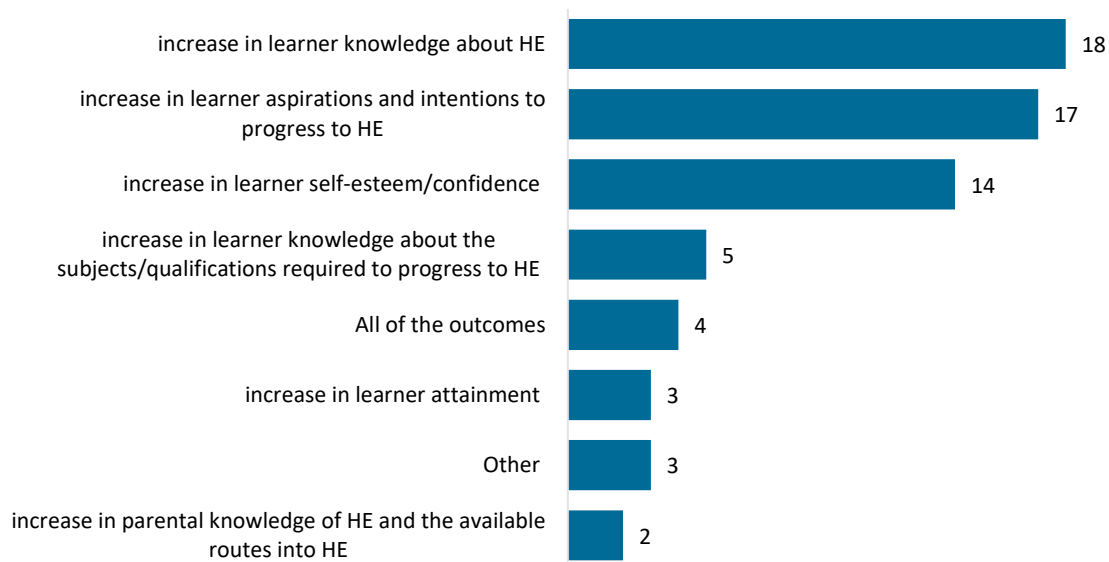 increase in learner knowledge about HE
18
increase in learner aspirations and intentions to
progress to HE
17
increase in learner self-esteem/confidence
14
increase in learner knowledge about the
subjects/qualifications required to progress to HE
5
All of the outcomes
4
increase in learner attainment
3
Other
3
increase in parental knowledge of HE and the available
routes into HE
2